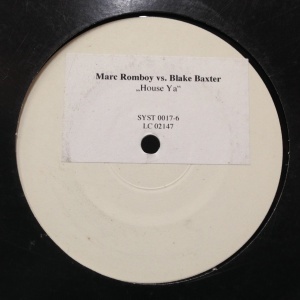 Marc Romboy vs. Blake Baxter
„House Ya“
SYST 0017-6
LC 02147